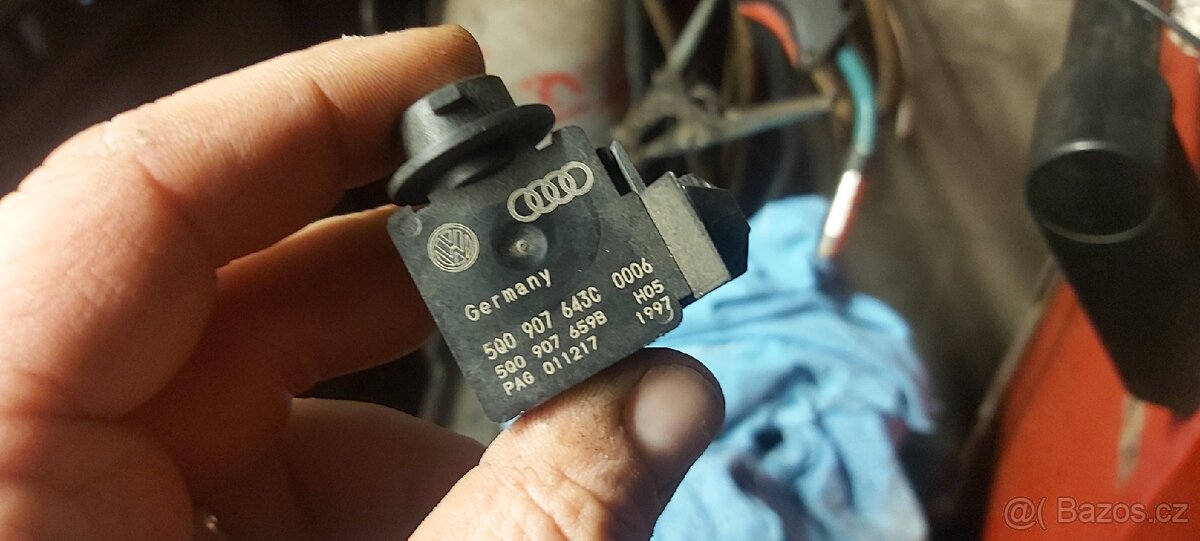 Germany
5Q0 907 643C 0006
5Q0 907 659B H05
PAG 011217 1997
@( Bazos.cz